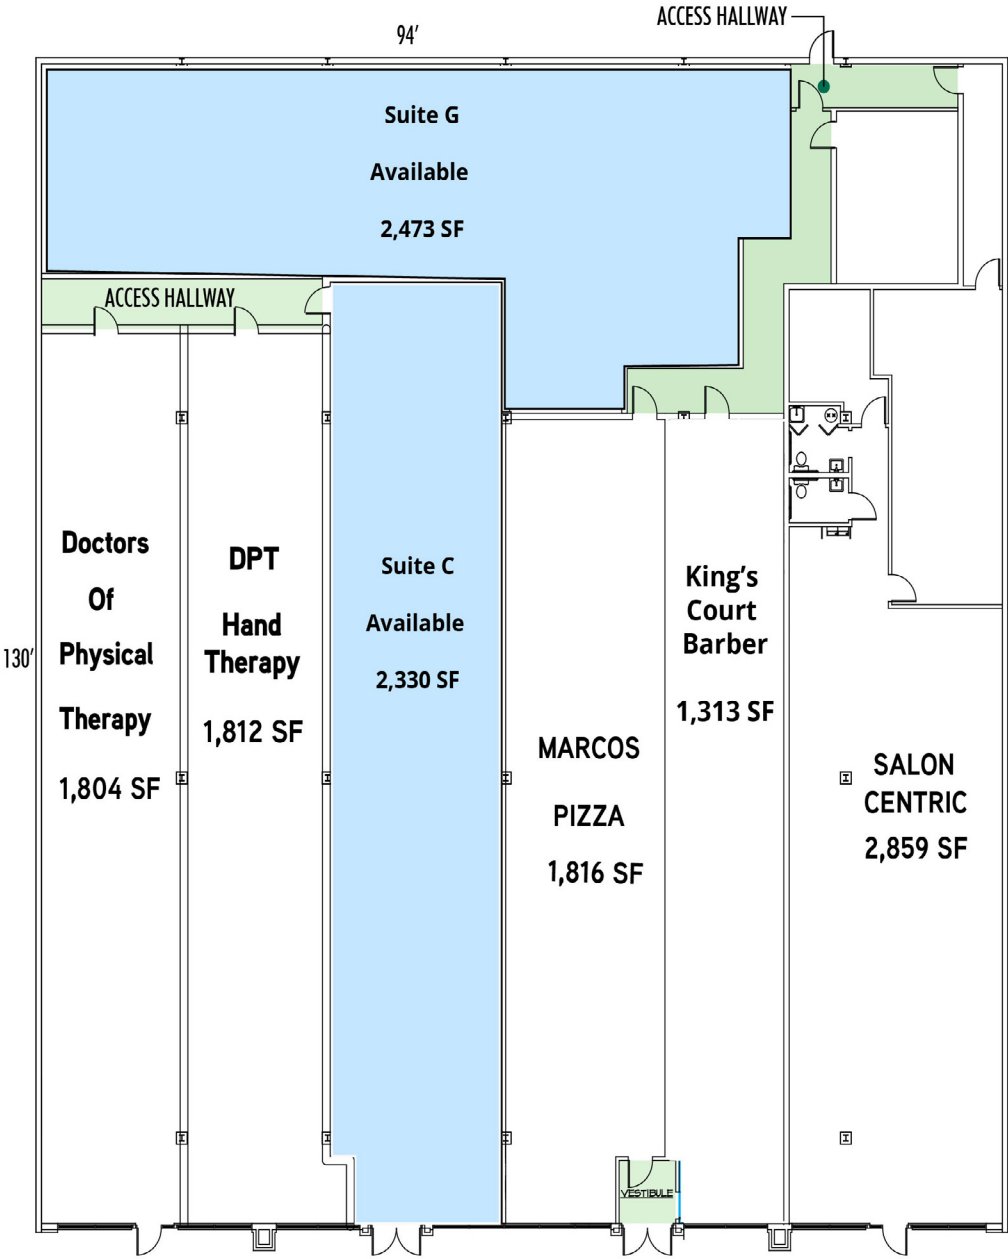 ACCESS HALLWAY
94'
Suite G
Available
2,473 SF
ACCESS HALLWAY
Doctors
Of
Physical
Therapy
1,804 SF
DPT
Hand
Therapy
1,812 SF
Suite C
Available
2,330 SF
King's
Court
Barber
1,313 SF
130'
MARCOS
PIZZA
1,816 SF
SALON
CENTRIC
2,859 SF
VESTIBULE